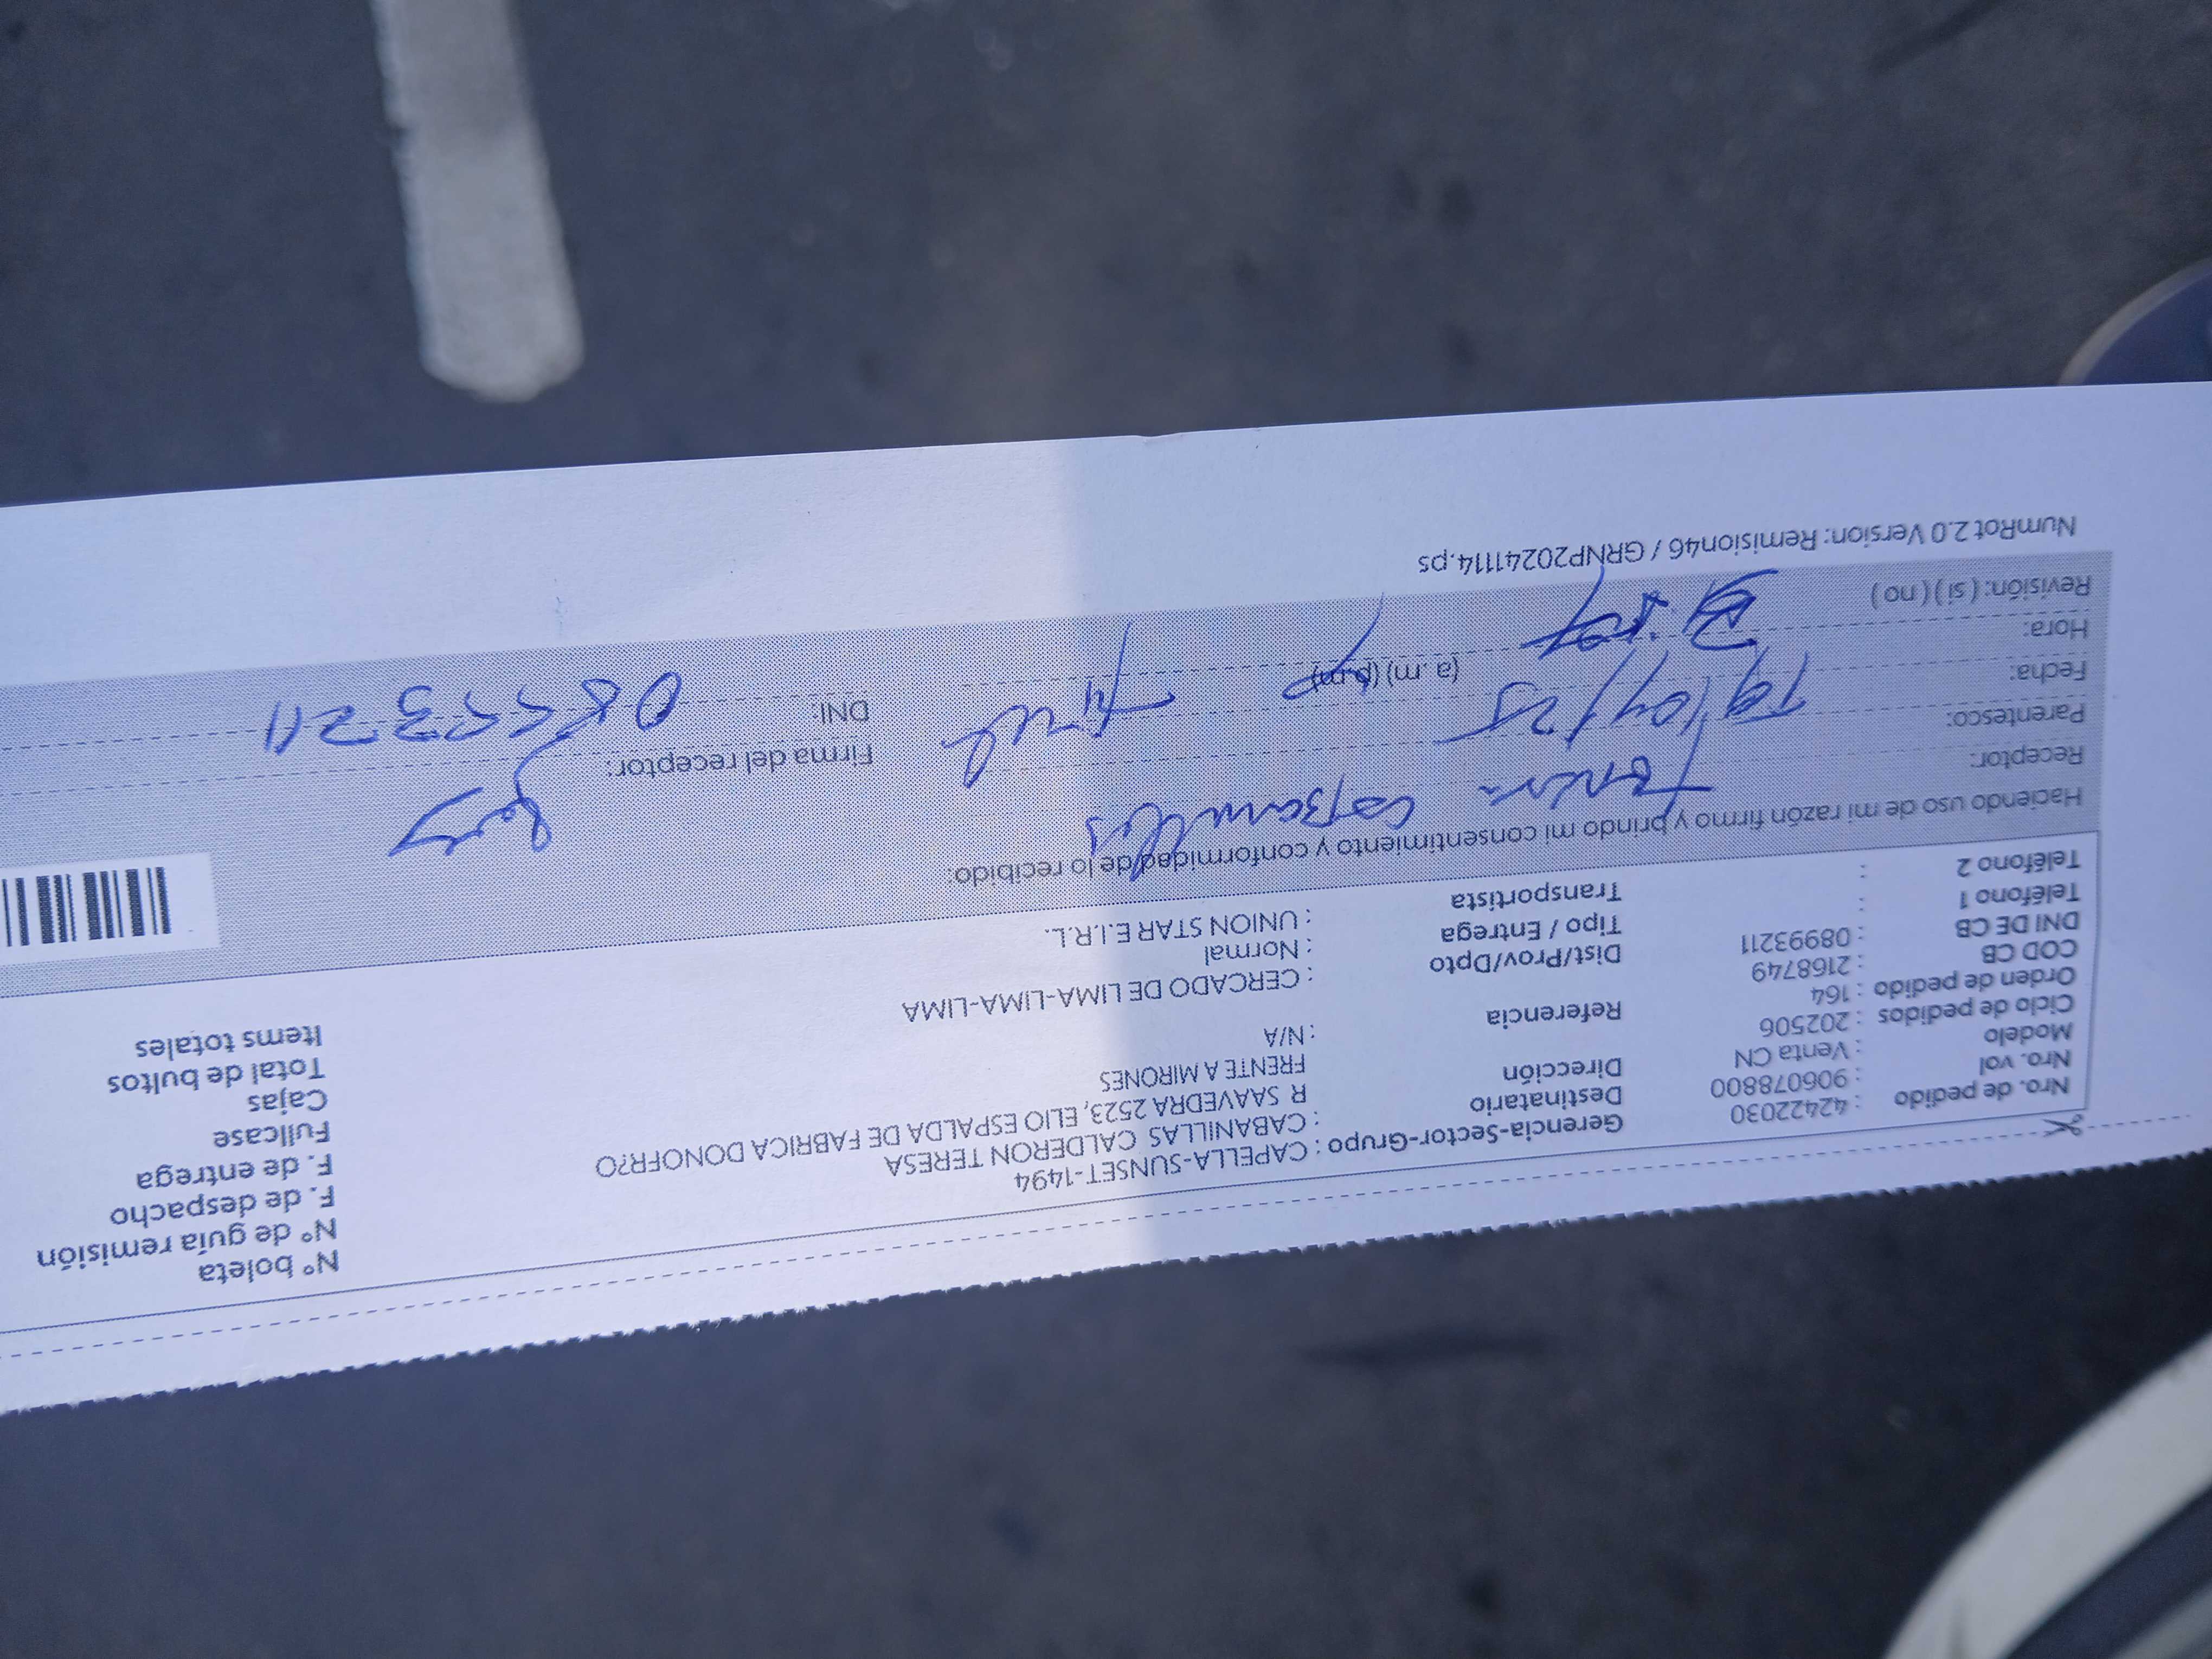 Nro. de pedido : 42422030
Nro. vol : 906078800
Modelo : Venta CN
Ciclo de pedidos : 202506
Orden de pedido : 164
COD CB : 2168749
DNI DE CB : 08993211
Teléfono 1 :
Teléfono 2 :
Gerencia-Sector-Grupo : CAPELLA-SUNSET-1494
Destinatario : CABANILLAS CALDERON TERESA
Dirección R SAAVEDRA 2523, ELIO ESPALDA DE FABRICA DONOFR?O
FRENTE A MIRONES
Referencia : N/A
Dist/Prov/Dpto : CERCADO DE LIMA-LIMA-LIMA
Tipo / Entrega : Normal
Transportista : UNION STAR E.I.R.L.
N° boleta
N° de guía remisión
F. de despacho
F. de entrega
Fullcase
Cajas
Total de bultos
Items totales
Haciendo uso de mi razón firmo y brindo mi consentimiento y conformidad de lo recibido:
Receptor:
Parentesco:
Fecha: 19/04/25
Hora: (a. m) (p.m)
Revisión: ( si ) ( no )
Firma del receptor:
DNI: 08993211
NumRot 2.0 Version: Remision46 / GRNP20241114.ps